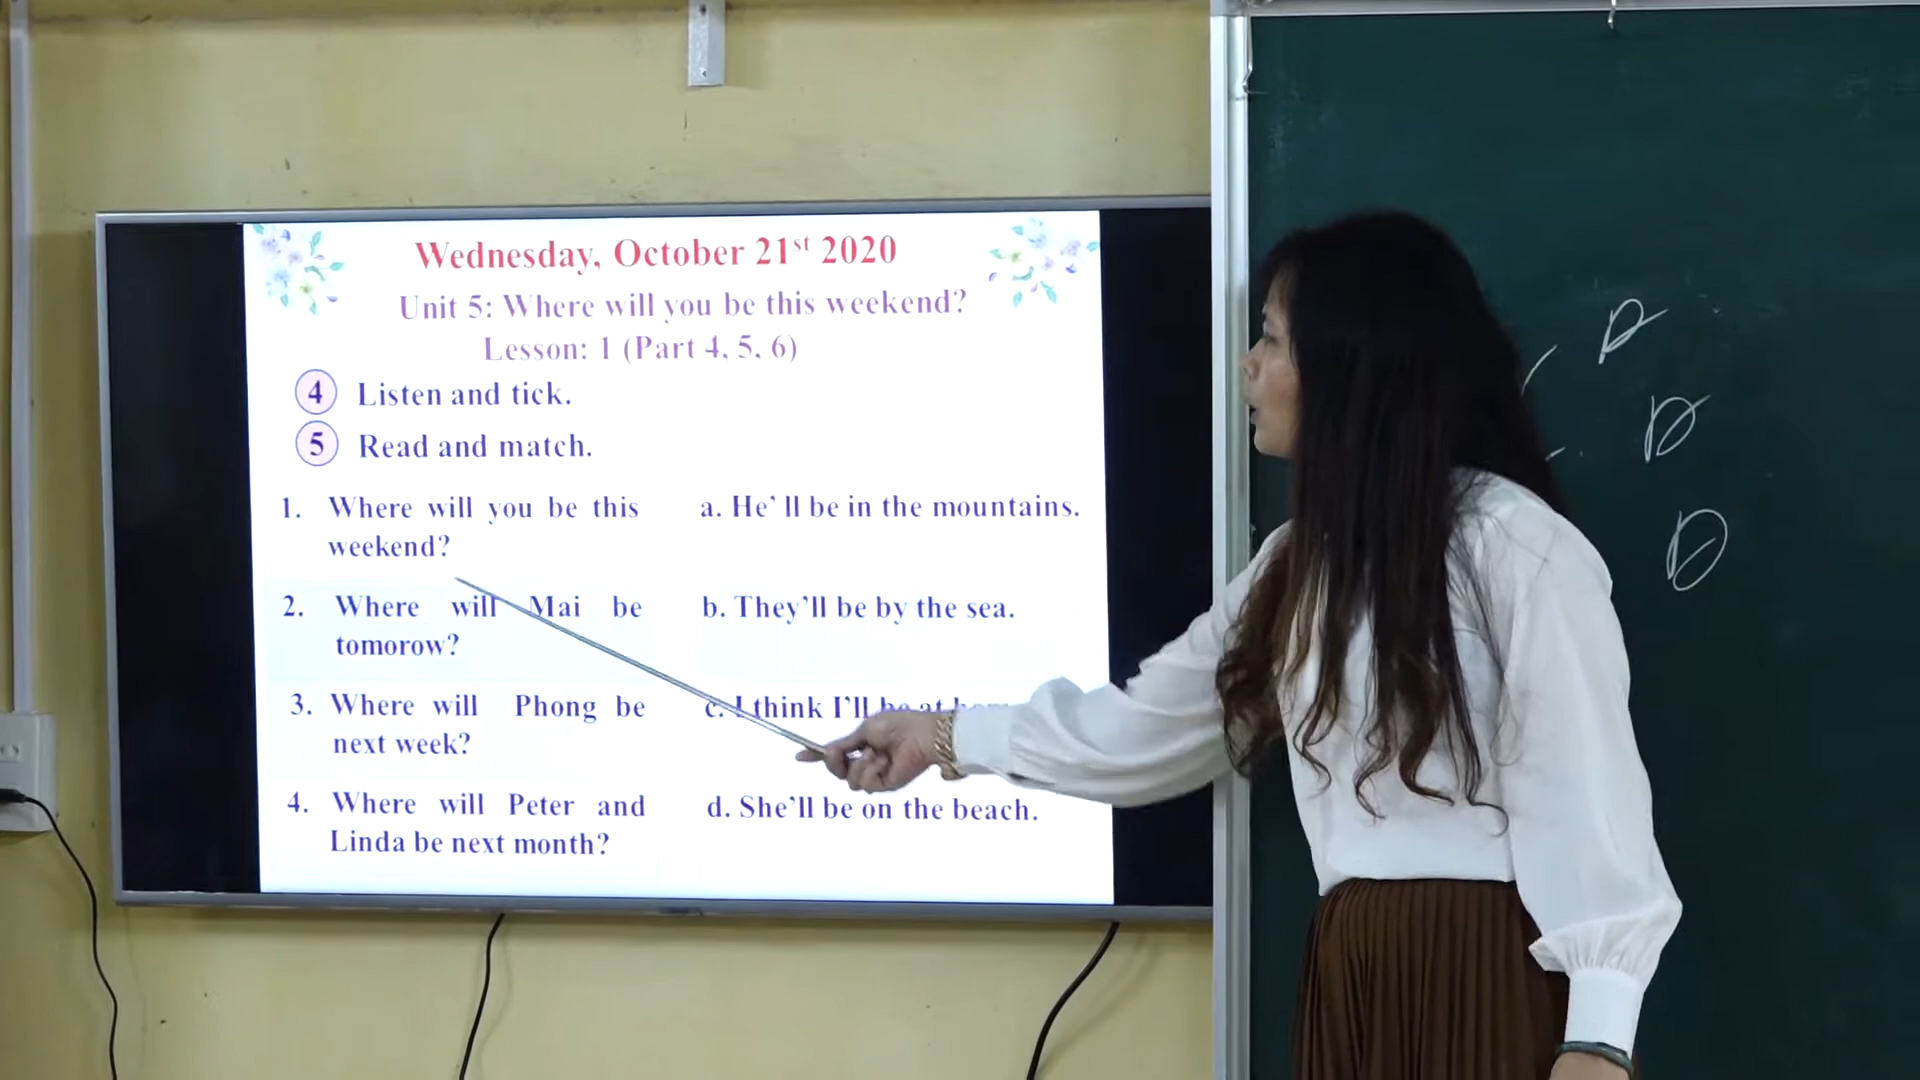 Wednesday, October 21st 2020
Unit 5: Where will you be this weekend?
Lesson: 1 (Part 4, 5, 6)
4 Listen and tick.
5 Read and match.
1. Where will you be this
weekend?
a. He' ll be in the mountains.
2. Where will Mai be
tomorow?
b. They'll be by the sea.
3. Where will Phong be
next week?
c. I think I'll be at
4. Where will Peter and
Linda be next month?
d. She'll be on the beach.